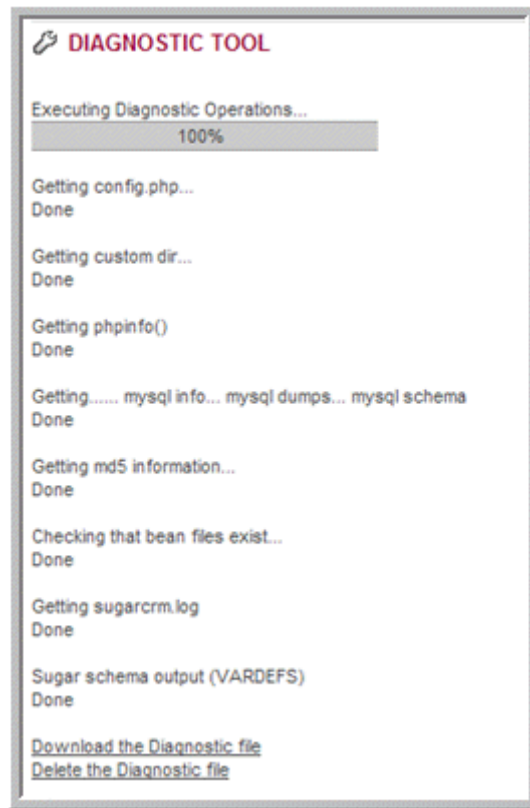 DIAGNOSTIC TOOL
Executing Diagnostic Operations...
100%
Getting config.php...
Done
Getting custom dir...
Done
Getting phpinfo()
Done
Getting...... mysql info... mysql dumps... mysql schema
Done
Getting md5 information...
Done
Checking that bean files exist...
Done
Getting sugarcrm.log
Done
Sugar schema output (VARDEFS)
Done
Download the Diagnostic file
Delete the Diagnostic file